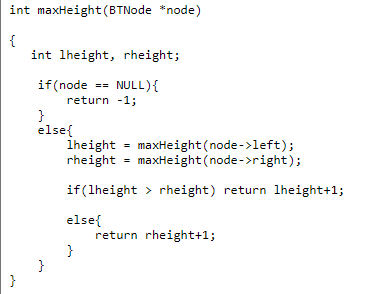 int maxHeight(BTNode *node)
{
int lheight, rheight;
if(node == NULL){
return -1;
}
else{
lheight = maxHeight(node->left);
rheight = maxHeight(node->right);
if(lheight > rheight) return lheight+1;
else{
return rheight+1;
}
}
}